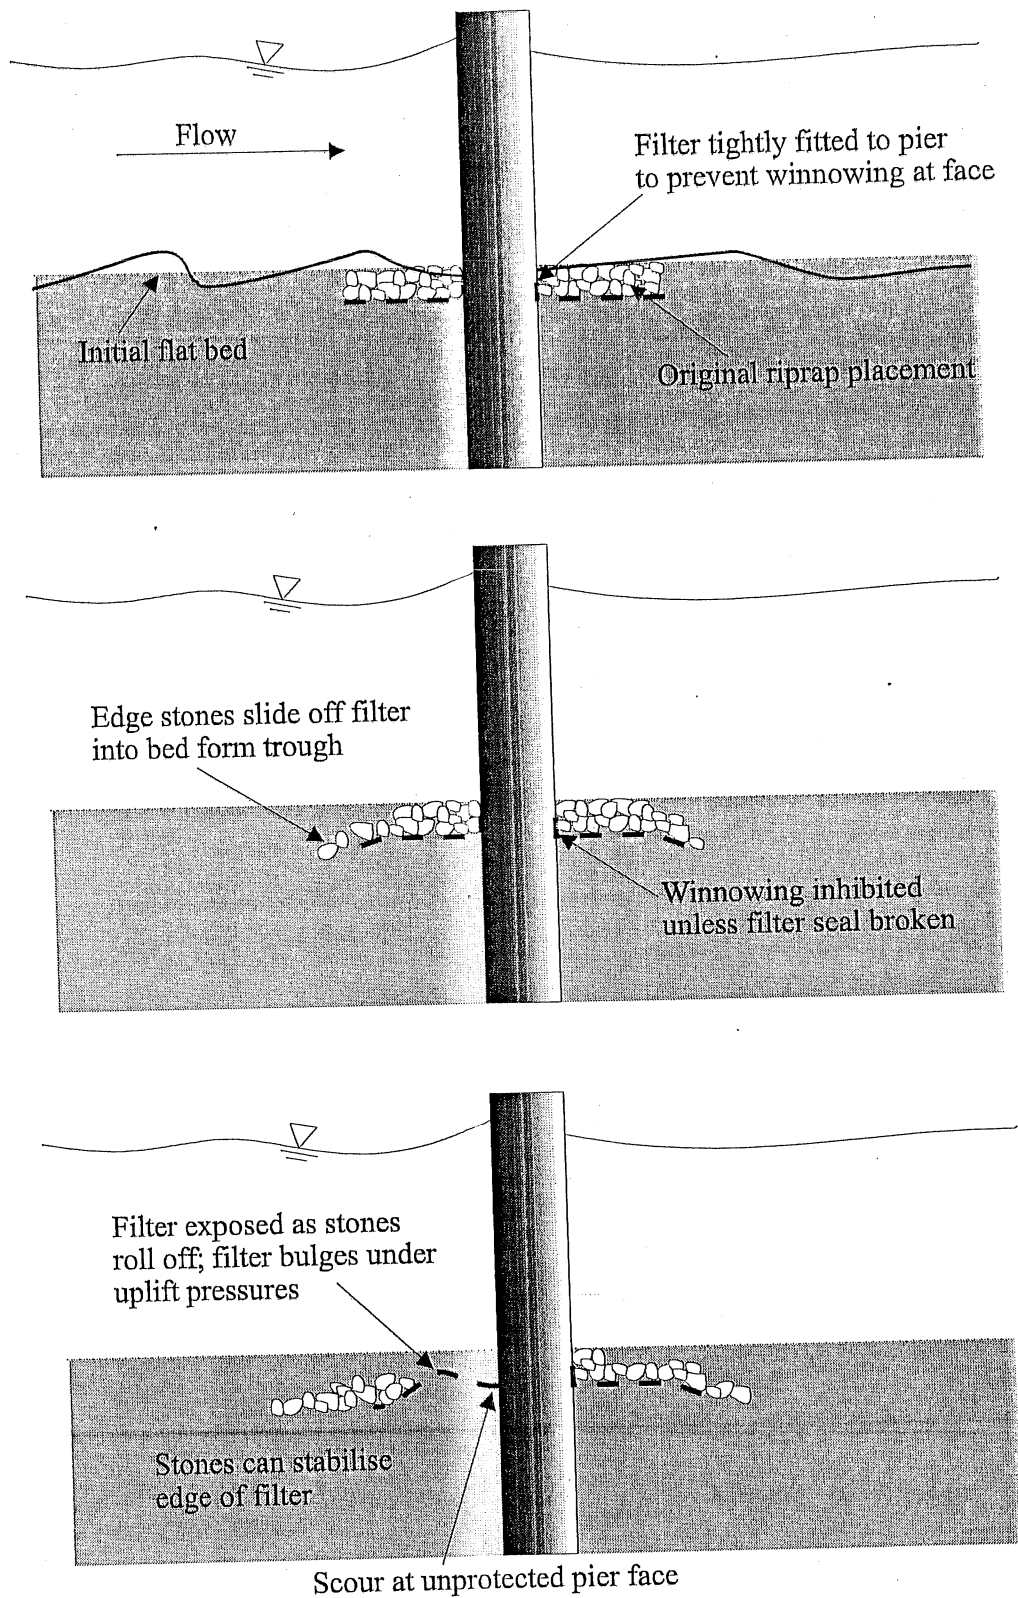 Flow
Filter tightly fitted to pier
to prevent winnowing at face
Initial flat bed
Original riprap placement
Edge stones slide off filter
into bed form trough
Winnowing inhibited
unless filter seal broken
Filter exposed as stones
roll off; filter bulges under
uplift pressures
Stones can stabilise
edge of filter
Scour at unprotected pier face